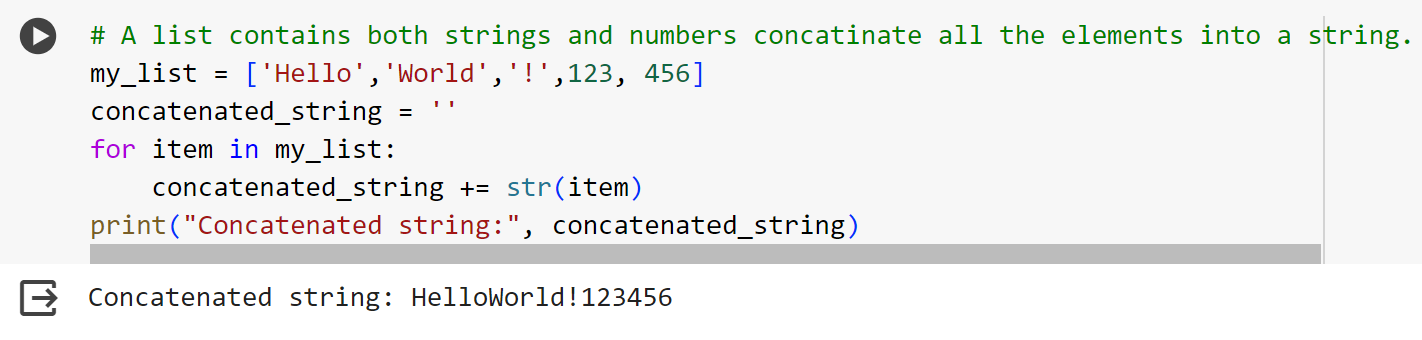 # A list contains both strings and numbers concatinate all the elements into a string.
my_list = ['Hello','World','!',123, 456]
concatenated_string = ''
for item in my_list:
    concatenated_string += str(item)
print("Concatenated string:", concatenated_string)
Concatenated string: HelloWorld!123456